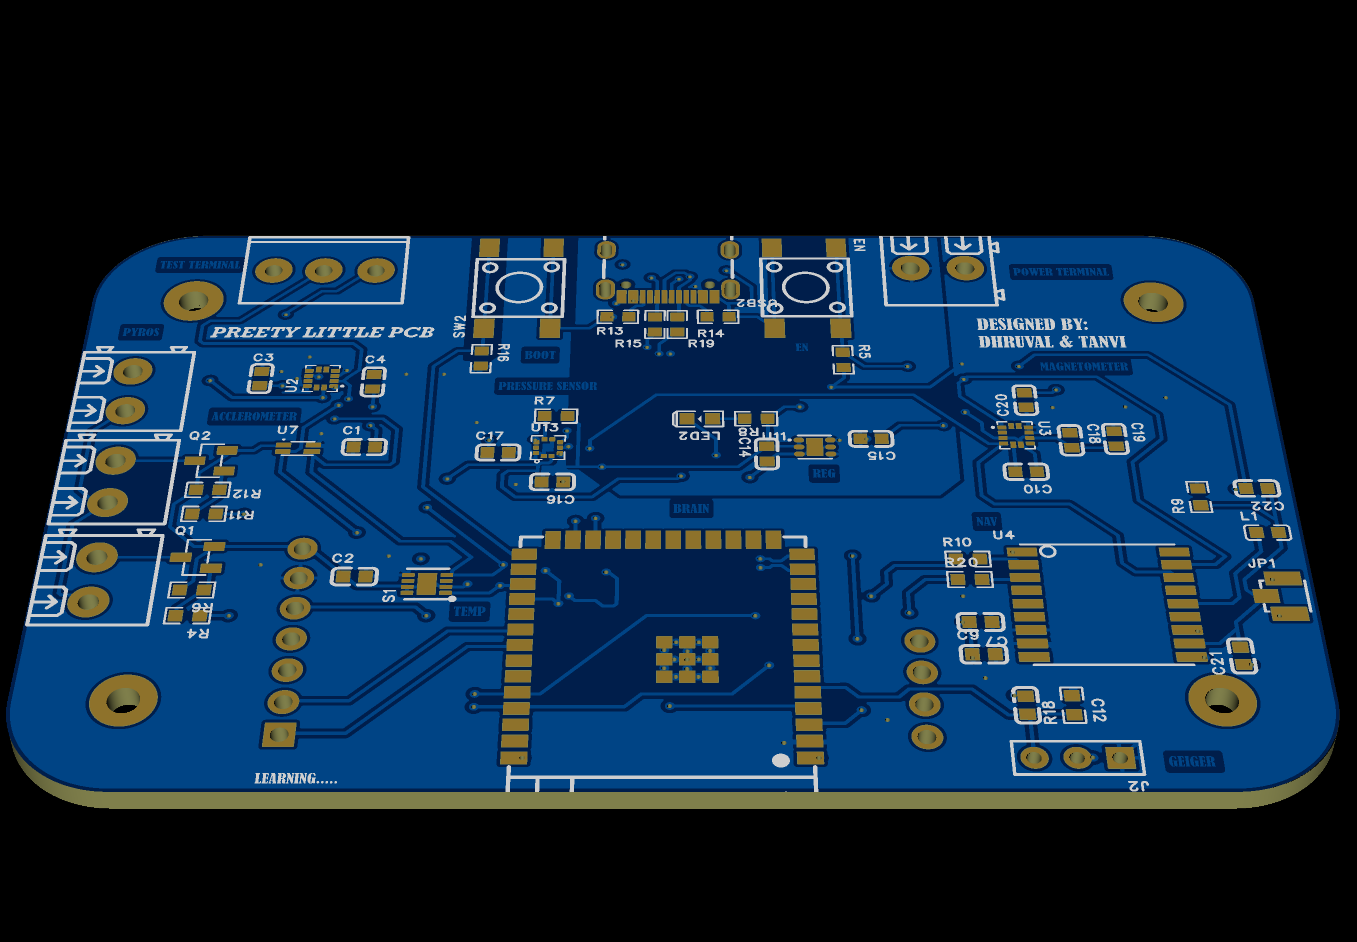 TEST TERMINAL
EN
POWER TERMINAL
USB2
PYROS
PREETY LITTLE PCB
SW2
R13
R14
R15
R19
DESIGNED BY:
DHRUVAL & TANVI
C3
U2
C4
R16
BOOT
EN
R5
MAGNETOMETER
PRESSURE SENSOR
ACCLEROMETER
R7
C20
Q2
U7
C1
C17
U13
LED2
R8
C14
C15
U3
C18
C19
REG
C10
R12
R11
C16
BRAIN
R9
C22
L1
Q1
NAV
U4
C2
R10
R20
JP1
S1
TEMP
R6
R4
C9
C7
C21
R18
C12
GEIGER
LEARNING.....
J2